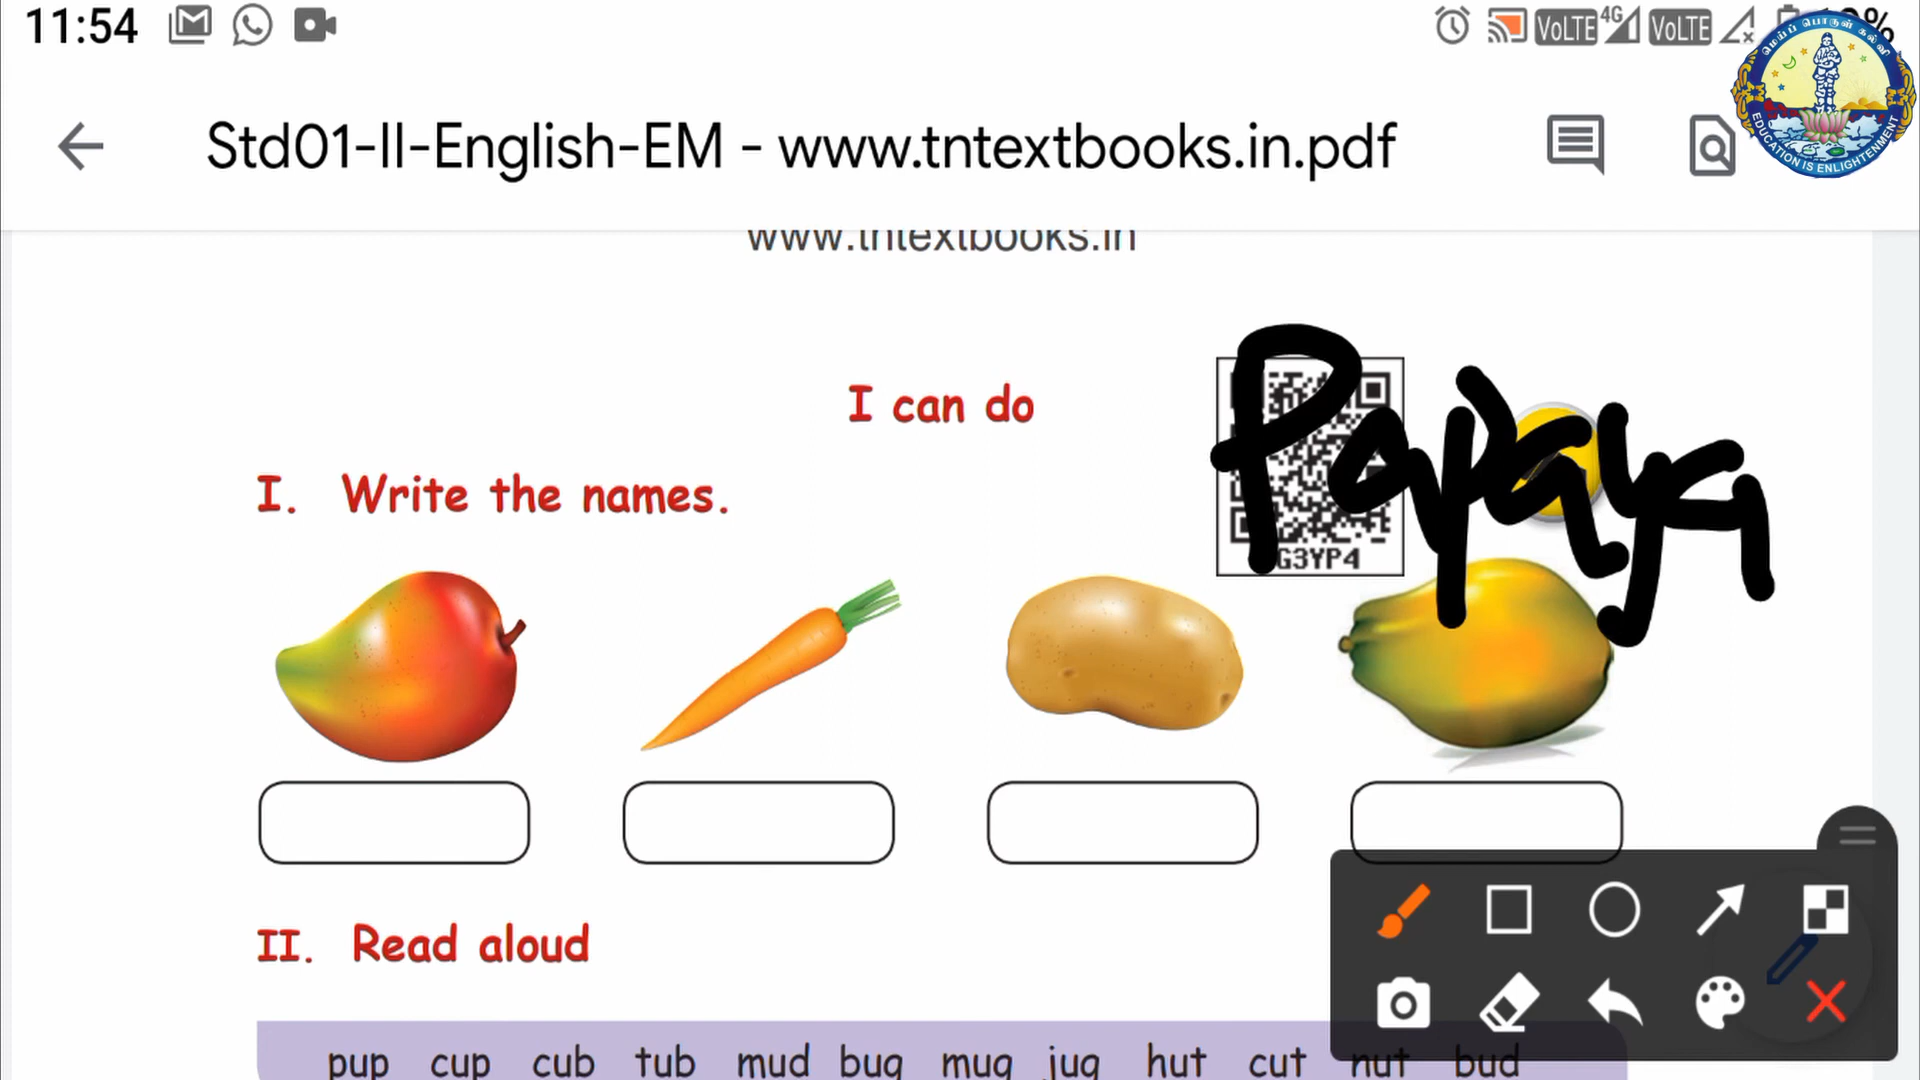 11:54
VoLTE 4G VoLTE
மெய்ப் பொருள் கல்வி
EDUCATION IS ENLIGHTENMENT
Std01-II-English-EM - www.tntextbooks.in.pdf
www.tntextbooks.in
I can do
Papaya
G3YP4
I. Write the names.
II. Read aloud
pup cup cub tub mud bug mug jug hut cut nut bud